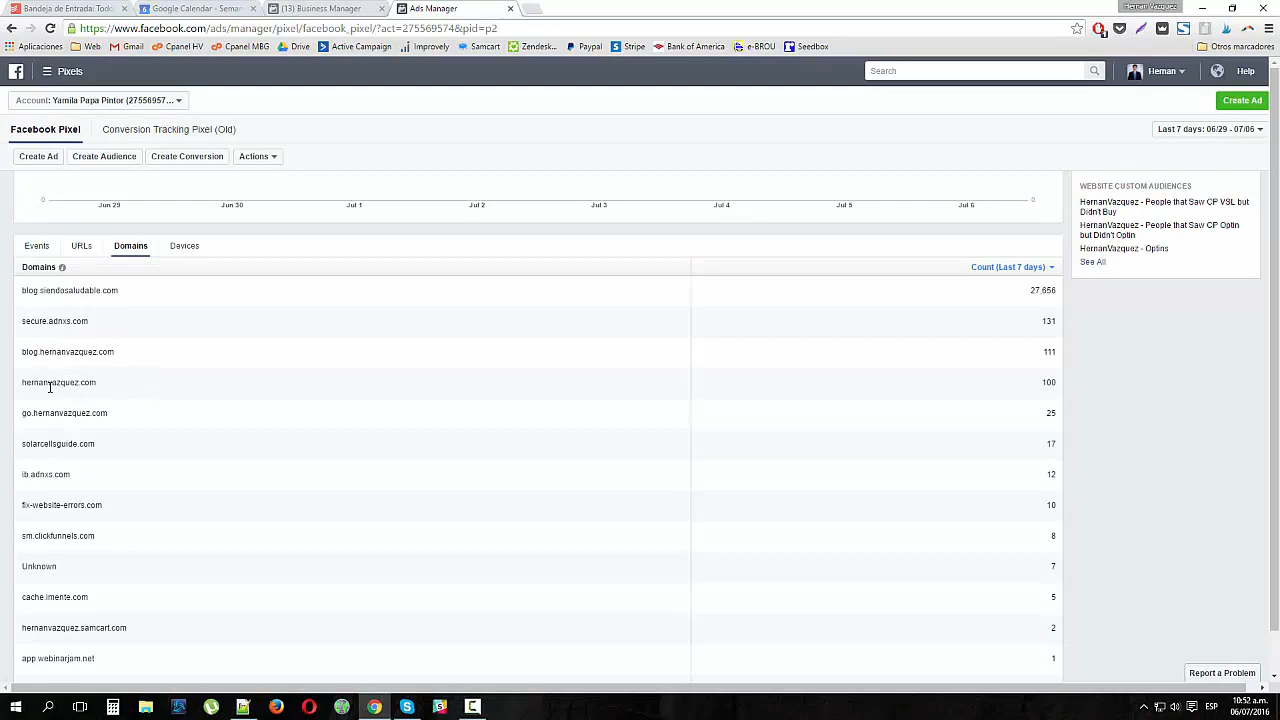 Bandeja de Entrada: Todo
Google Calendar - Seman
(13) Business Manager
Ads Manager
HernanVazquez
https://www.facebook.com/ads/manager/pixel/facebook_pixel/?act=275569574&pid=p2
Aplicaciones
Web
Gmail
Cpanel HV
Cpanel MBG
Drive
Active Campaign
Improvely
Samcart
Zendesk...
Paypal
Stripe
Bank of America
e-BROU
Seedbox
Otros marcadores
Pixels
Search
Hernan
Help
Account: Yamila Papa Pintor (27556957...
Create Ad
Facebook Pixel
Conversion Tracking Pixel (Old)
Last 7 days: 06/29 - 07/06
Create Ad
Create Audience
Create Conversion
Actions
0
0
Jun 29
Jun 30
Jul 1
Jul 2
Jul 3
Jul 4
Jul 5
Jul 6
WEBSITE CUSTOM AUDIENCES
HernanVazquez - People that Saw CP VSL but
Didn't Buy
HernanVazquez - People that Saw CP Optin
but Didn't Optin
HernanVazquez - Optins
See All
Events
URLs
Domains
Devices
Domains
Count (Last 7 days)
blog.siendosaludable.com 27,656
secure.adnxs.com 131
blog.hernanvazquez.com 111
hernanvazquez.com 100
go.hernanvazquez.com 25
solarcellsguide.com 17
ib.adnxs.com 12
fix-website-errors.com 10
sm.clickfunnels.com 8
Unknown 7
cache.imente.com 5
hernanvazquez.samcart.com 2
app.webinarjam.net 1
Report a Problem
ESP
10:52 a.m.
06/07/2016